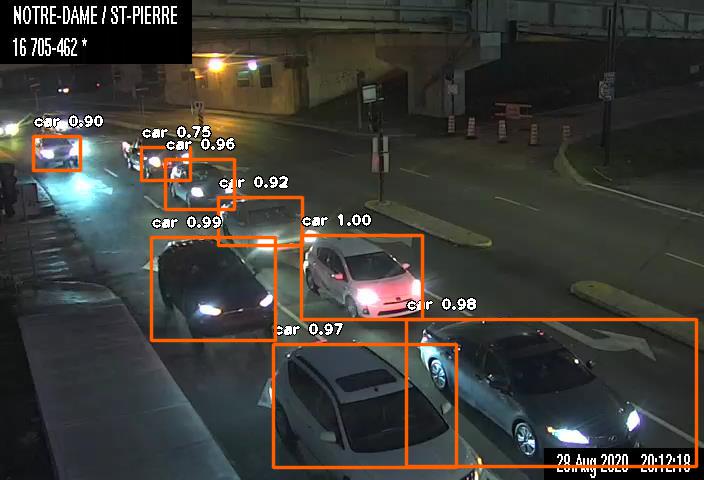 NOTRE-DAME / ST-PIERRE
16 705-462 *
car 0.90
car 0.75
car 0.96
car 0.92
car 0.99
car 1.00
car 0.98
car 0.97
28 Aug 2020 20:12:18